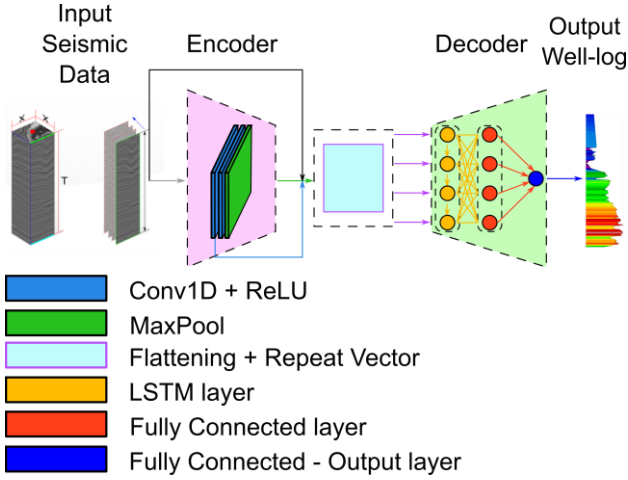 Input
Seismic
Data
Encoder
Decoder
Output
Well-log
X
X
T
Conv1D + ReLU
MaxPool
Flattening + Repeat Vector
LSTM layer
Fully Connected layer
Fully Connected - Output layer